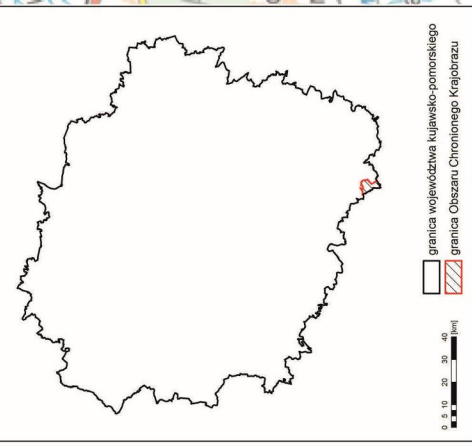 granica województwa kujawsko-pomorskiego
granica Obszaru Chronionego Krajobrazu
0 5 10 20 30 40
[km]